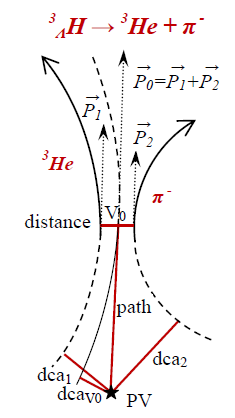 ³ΛH → ³He + π⁻
P⃗₀=P⃗₁+P⃗₂
P⃗₁
P⃗₂
³He
π⁻
V₀
distance
path
dca₁
dca₂
dcaV0
PV